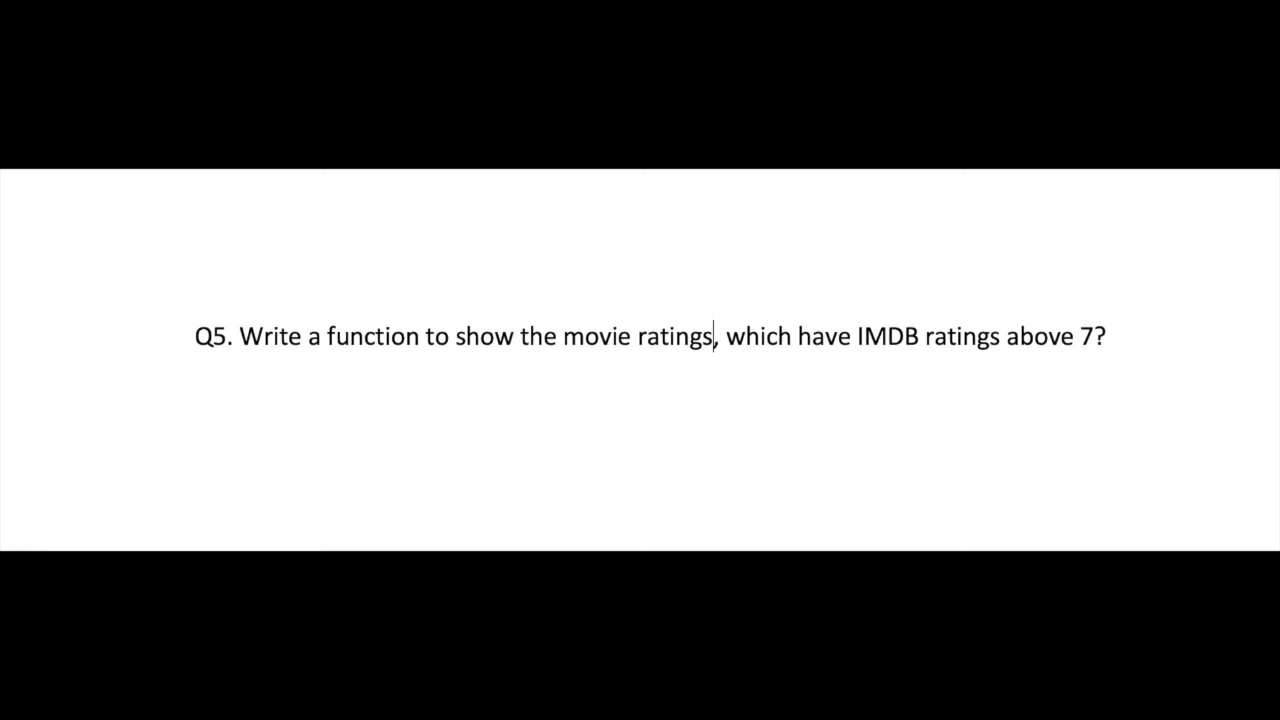 Q5. Write a function to show the movie ratings, which have IMDB ratings above 7?